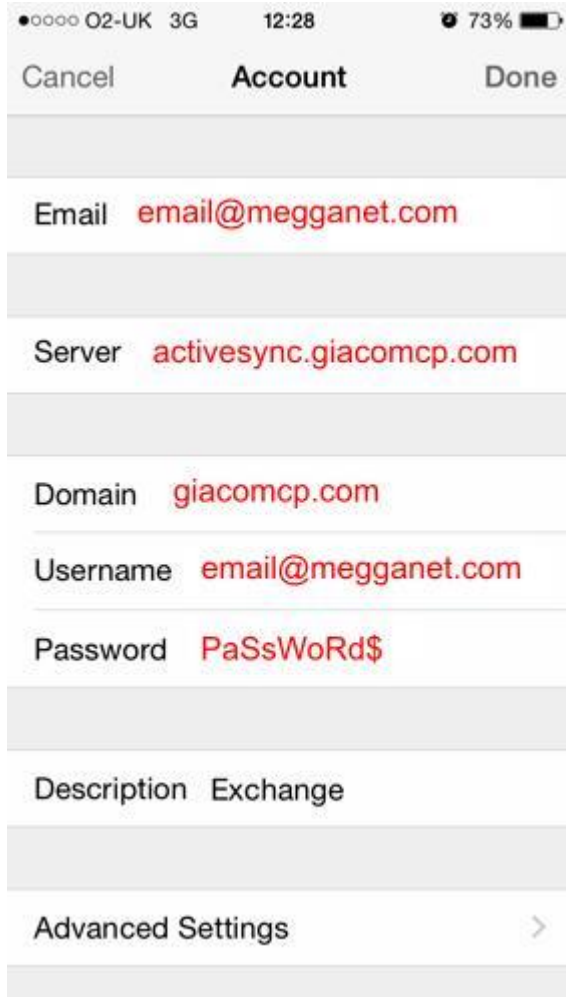 O2-UK 3G 12:28 73%
Cancel Account Done
Email email@megganet.com
Server activesync.giacomcp.com
Domain giacomcp.com
Username email@megganet.com
Password PaSsWoRd$
Description Exchange
Advanced Settings